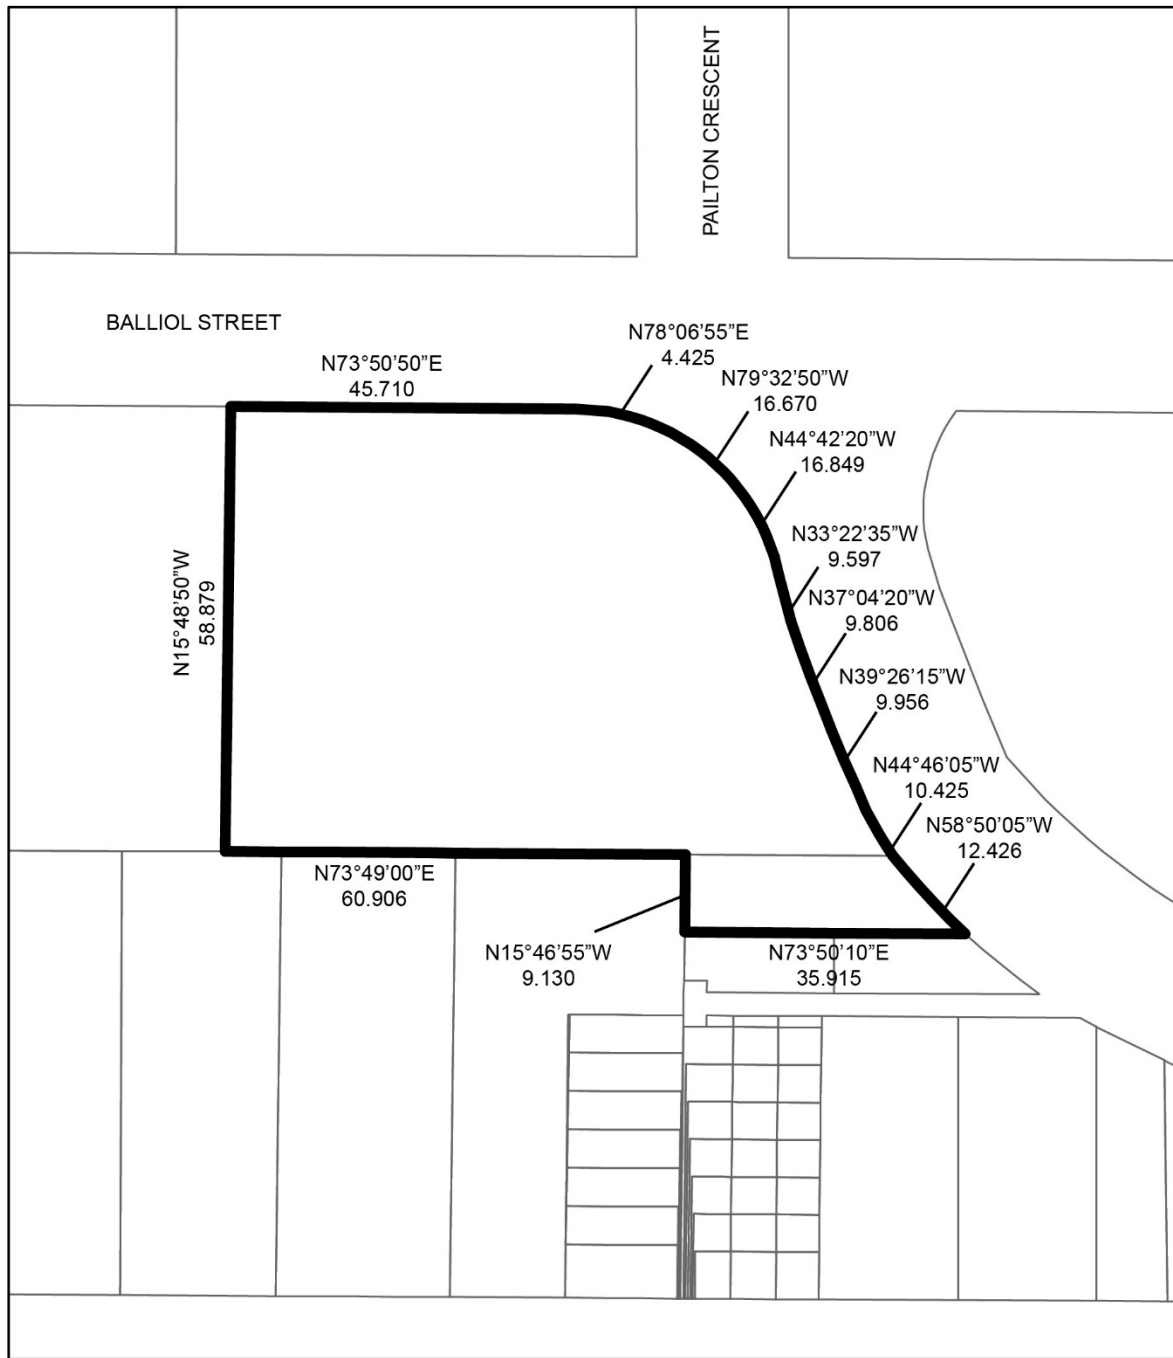 PAILTON CRESCENT
BALLIOL STREET
N78°06’55”E
4.425
N73°50’50”E
45.710
N79°32’50”W
16.670
N44°42’20”W
16.849
N33°22’35”W
9.597
N15°48’50”W
58.879
N37°04’20”W
9.806
N39°26’15”W
9.956
N44°46’05”W
10.425
N58°50’05”W
12.426
N73°49’00”E
60.906
N15°46’55”W
9.130
N73°50’10”E
35.915